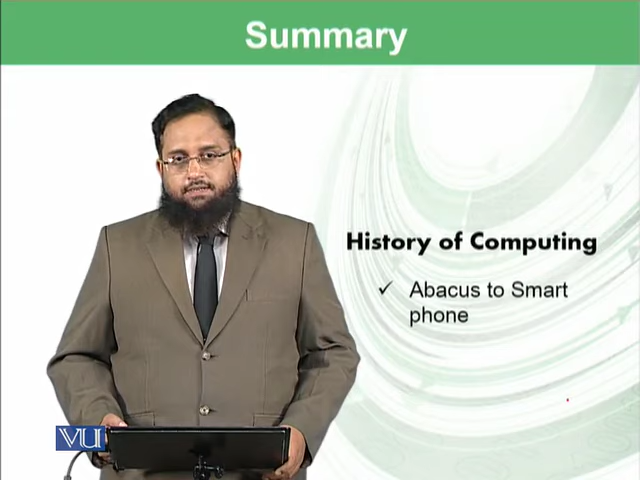 Summary
History of Computing
✓ Abacus to Smart
phone
VU